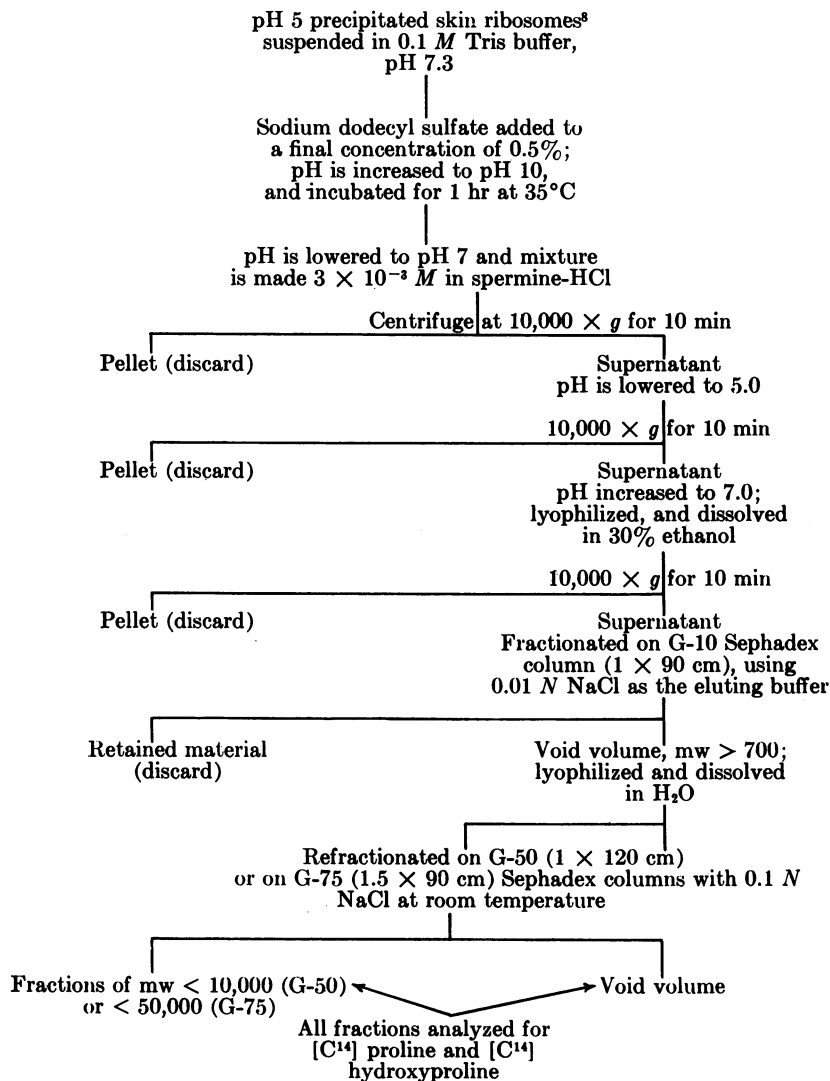 pH 5 precipitated skin ribosomes⁸
suspended in 0.1 M Tris buffer,
pH 7.3
Sodium dodecyl sulfate added to
a final concentration of 0.5%;
pH is increased to pH 10,
and incubated for 1 hr at 35°C
pH is lowered to pH 7 and mixture
is made 3 × 10⁻³ M in spermine-HCl
Centrifuge at 10,000 × g for 10 min
Pellet (discard)
Supernatant
pH is lowered to 5.0
10,000 × g for 10 min
Pellet (discard)
Supernatant
pH increased to 7.0;
lyophilized, and dissolved
in 30% ethanol
10,000 × g for 10 min
Pellet (discard)
Supernatant
Fractionated on G-10 Sephadex
column (1 × 90 cm), using
0.01 N NaCl as the eluting buffer
Retained material
(discard)
Void volume, mw > 700;
lyophilized and dissolved
in H₂O
Refractionated on G-50 (1 × 120 cm)
or on G-75 (1.5 × 90 cm) Sephadex columns with 0.1 N
NaCl at room temperature
Fractions of mw < 10,000 (G-50)
or < 50,000 (G-75)
Void volume
All fractions analyzed for
[C¹⁴] proline and [C¹⁴]
hydroxyproline